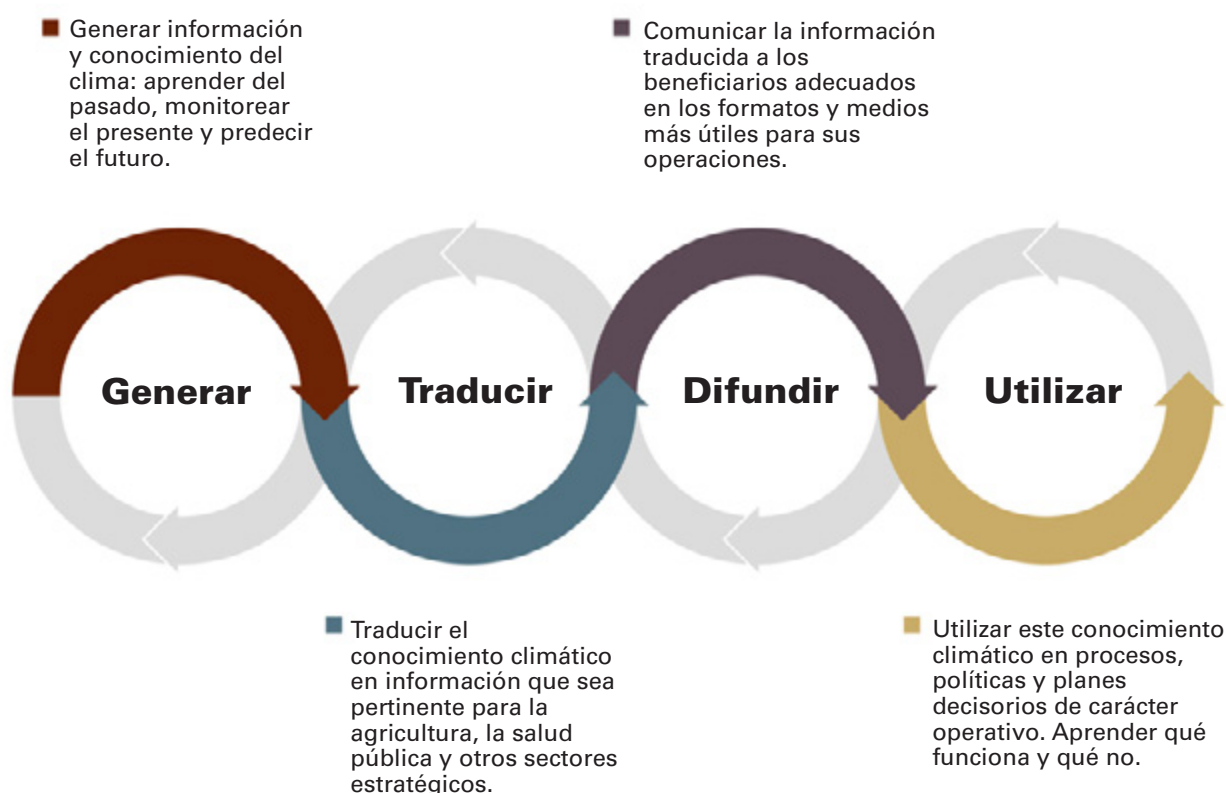 Generar información
y conocimiento del
clima: aprender del
pasado, monitorear
el presente y predecir
el futuro.
Comunicar la información
traducida a los
beneficiarios adecuados
en los formatos y medios
más útiles para sus
operaciones.
Generar
Traducir
Difundir
Utilizar
Traducir el
conocimiento climático
en información que sea
pertinente para la
agricultura, la salud
pública y otros sectores
estratégicos.
Utilizar este conocimiento
climático en procesos,
políticas y planes
decisorios de carácter
operativo. Aprender qué
funciona y qué no.